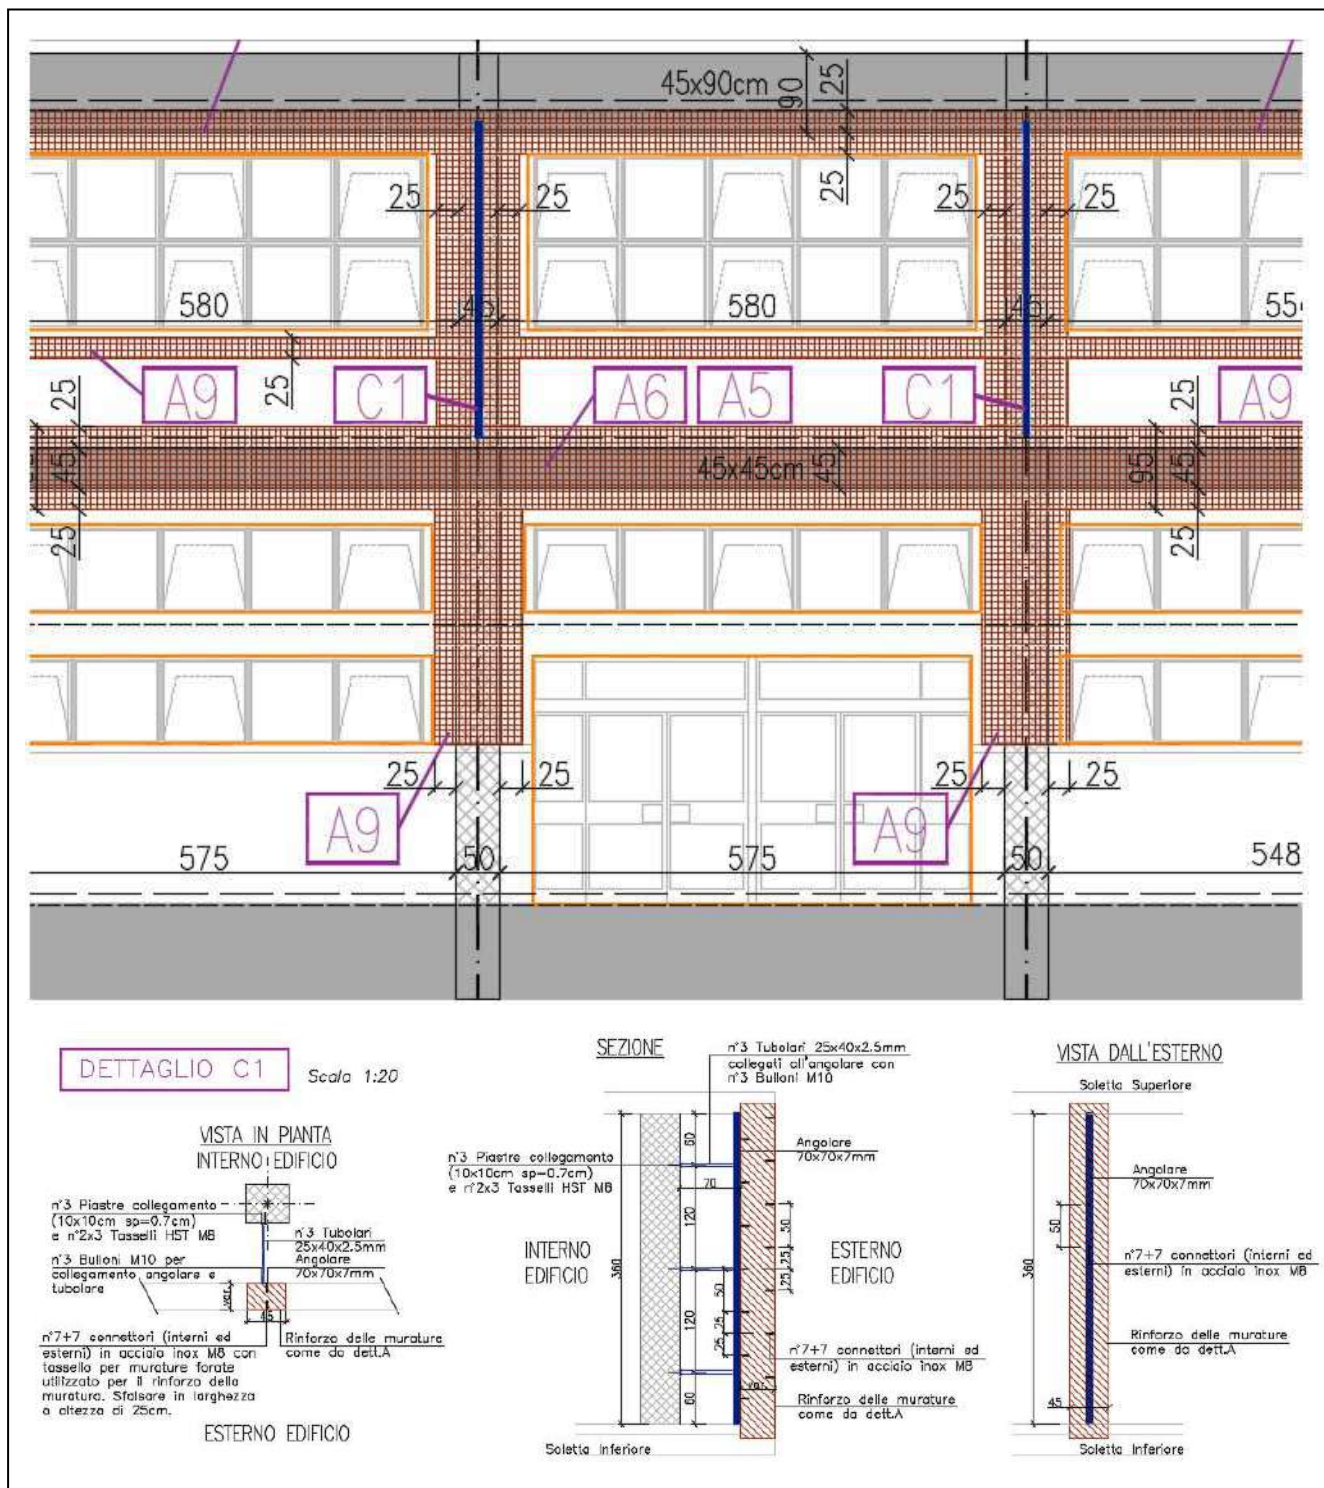 45x90cm
90
25
25
25
25
25
25
580
45
580
45
554
25
A9
C1
A6
A5
C1
A9
25
25
25
45
45x45cm
45
95
45
25
25
25
25
25
25
A9
A9
575
50
575
50
548
DETTAGLIO C1
Scala 1:20
VISTA IN PIANTA
INTERNO EDIFICIO
n°3 Piastre collegamento
(10x10cm sp=0.7cm)
e n°2x3 Tasselli HST M8
n°3 Bulloni M10 per
collegamento angolare e
tubolare
n°3 Tubolari
25x40x2.5mm
Angolare
70x70x7mm
var.
45
n°7+7 connettori (interni ed
esterni) in acciaio inox M8 con
tassello per murature forate
utilizzato per il rinforzo della
muratura. Sfalsare in larghezza
a altezza di 25cm.
Rinforzo delle murature
come da dett.A
ESTERNO EDIFICIO
SEZIONE
n°3 Tubolari 25x40x2.5mm
collegati all'angolare con
n°3 Bulloni M10
n°3 Piastre collegamento
(10x10cm sp=0.7cm)
e n°2x3 Tasselli HST M8
Angolare
70x70x7mm
60
70
120
50
25
25
INTERNO
EDIFICIO
360
ESTERNO
EDIFICIO
120
50
25
25
60
var.
n°7+7 connettori (interni ed
esterni) in acciaio inox M8
Rinforzo delle murature
come da dett.A
Soletta Inferiore
VISTA DALL'ESTERNO
Soletta Superiore
Angolare
70x70x7mm
50
360
n°7+7 connettori (interni ed
esterni) in acciaio inox M8
Rinforzo delle murature
come da dett.A
45
Soletta Inferiore